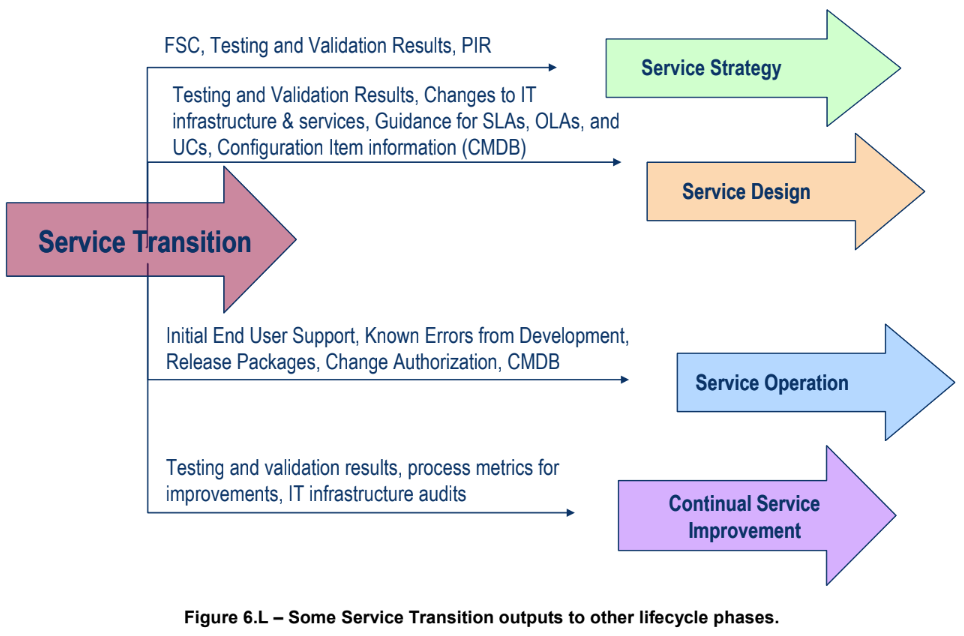 FSC, Testing and Validation Results, PIR
Service Strategy
Testing and Validation Results, Changes to IT
infrastructure & services, Guidance for SLAs, OLAs, and
UCs, Configuration Item information (CMDB)
Service Design
Service Transition
Initial End User Support, Known Errors from Development,
Release Packages, Change Authorization, CMDB
Service Operation
Testing and validation results, process metrics for
improvements, IT infrastructure audits
Continual Service
Improvement
Figure 6.L – Some Service Transition outputs to other lifecycle phases.